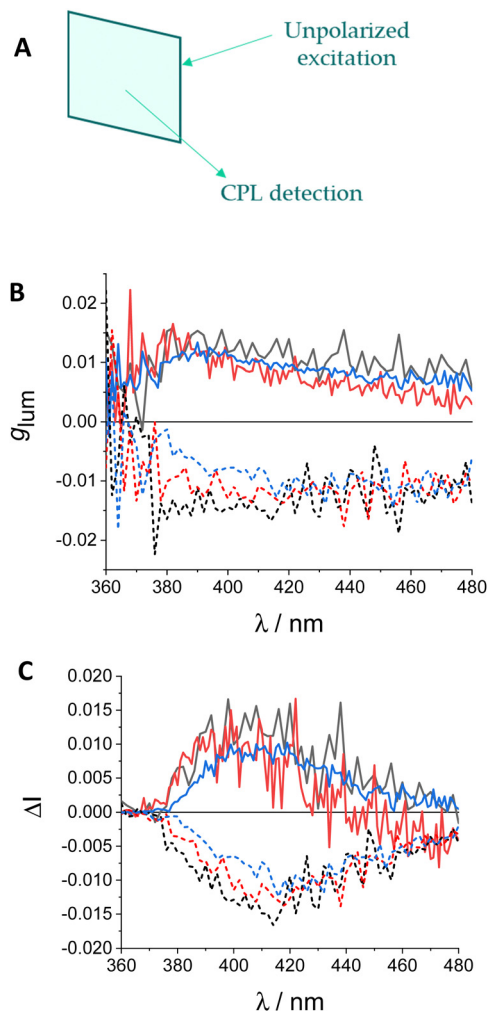 A
Unpolarized
excitation
CPL detection
B
0.02
0.01
0.00
-0.01
-0.02
glum
360 380 400 420 440 460 480
λ / nm
C
0.020
0.015
0.010
0.005
0.000
-0.005
-0.010
-0.015
-0.020
ΔI
360 380 400 420 440 460 480
λ / nm